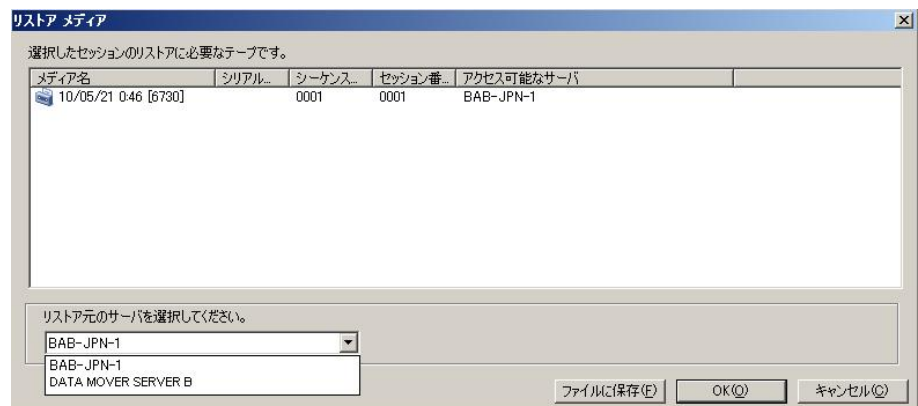 リストア メディア
選択したセッションのリストアに必要なテープです。
メディア名 シリアル... シーケンス... セッション番... アクセス可能なサーバ
10/05/21 0:46 [6730] 0001 0001 BAB-JPN-1
リストア元のサーバを選択してください。
BAB-JPN-1
BAB-JPN-1
DATA MOVER SERVER B
ファイルに保存(F) OK(O) キャンセル(C)